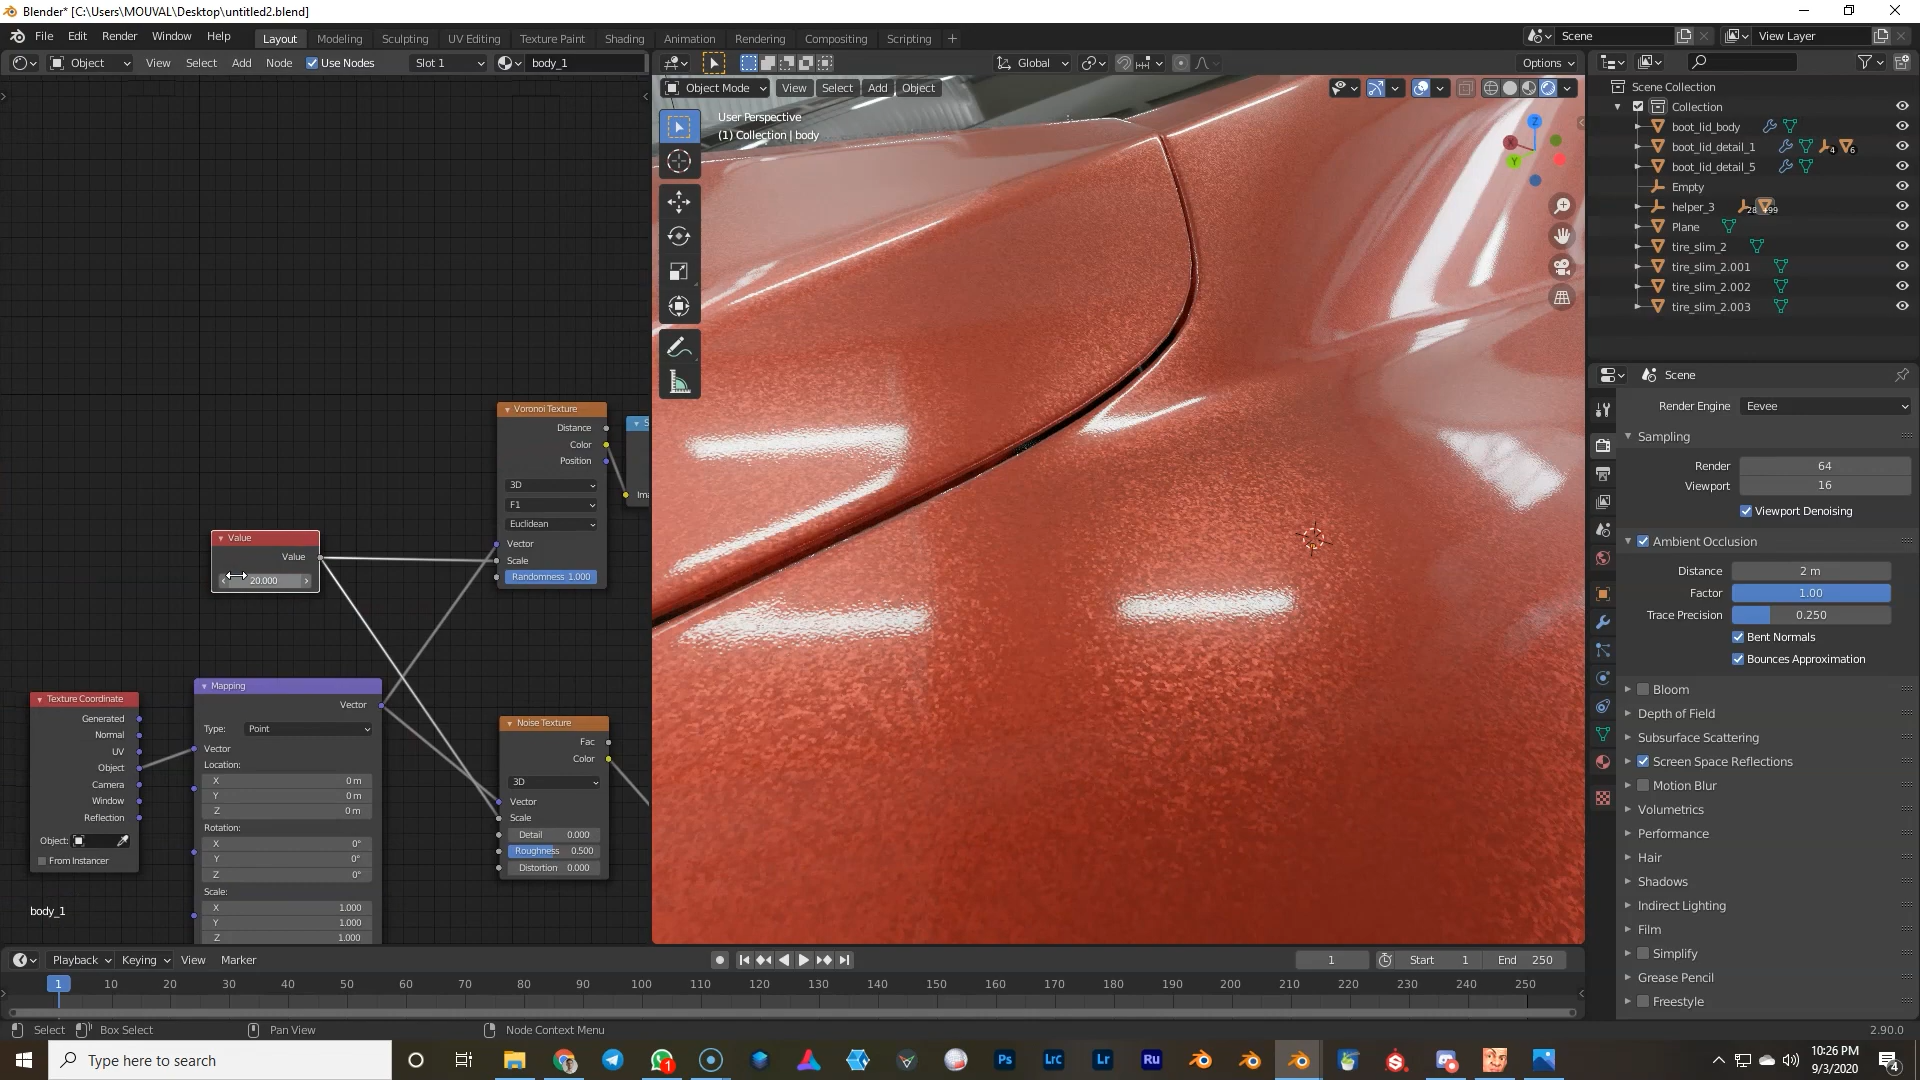 Blender* [C:\Users\MOUVAL\Desktop\untitled2.blend]
File Edit Render Window Help
Layout Modeling Sculpting UV Editing Texture Paint Shading Animation Rendering Compositing Scripting +
Scene
View Layer
Object View Select Add Node Use Nodes Slot 1 body_1
Global
Options
Object Mode View Select Add Object
User Perspective
(1) Collection | body
Z
X
Y
Voronoi Texture
Distance
Color
Position
3D
F1
Euclidean
Vector
Scale
Randomness 1.000
S
Ima
Value
Value
20.000
Texture Coordinate
Generated
Normal
UV
Object
Camera
Window
Reflection
Object:
From Instancer
Mapping
Vector
Type: Point
Vector
Location:
X 0 m
Y 0 m
Z 0 m
Rotation:
X 0°
Y 0°
Z 0°
Scale:
X 1.000
Y 1.000
Z 1.000
Noise Texture
Fac
Color
3D
Vector
Scale
Detail 0.000
Roughness 0.500
Distortion 0.000
body_1
Scene Collection
Collection
boot_lid_body
boot_lid_detail_1 4 6
boot_lid_detail_5
Empty
helper_3 28 +99
Plane
tire_slim_2
tire_slim_2.001
tire_slim_2.002
tire_slim_2.003
Scene
Render Engine Eevee
Sampling
Render 64
Viewport 16
Viewport Denoising
Ambient Occlusion
Distance 2 m
Factor 1.00
Trace Precision 0.250
Bent Normals
Bounces Approximation
Bloom
Depth of Field
Subsurface Scattering
Screen Space Reflections
Motion Blur
Volumetrics
Performance
Hair
Shadows
Indirect Lighting
Film
Simplify
Grease Pencil
Freestyle
Playback Keying View Marker
1 Start 1 End 250
1 10 20 30 40 50 60 70 80 90 100 110 120 130 140 150 160 170 180 190 200 210 220 230 240 250
Select Box Select Pan View Node Context Menu 2.90.0
Type here to search
1
Ps LrC Lr Ru
10:26 PM
9/3/2020
4